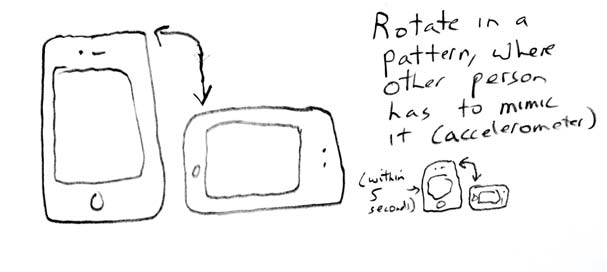 Rotate in a
pattern, where
other person
has to mimic
it (accelerometer)
(within
5
seconds)